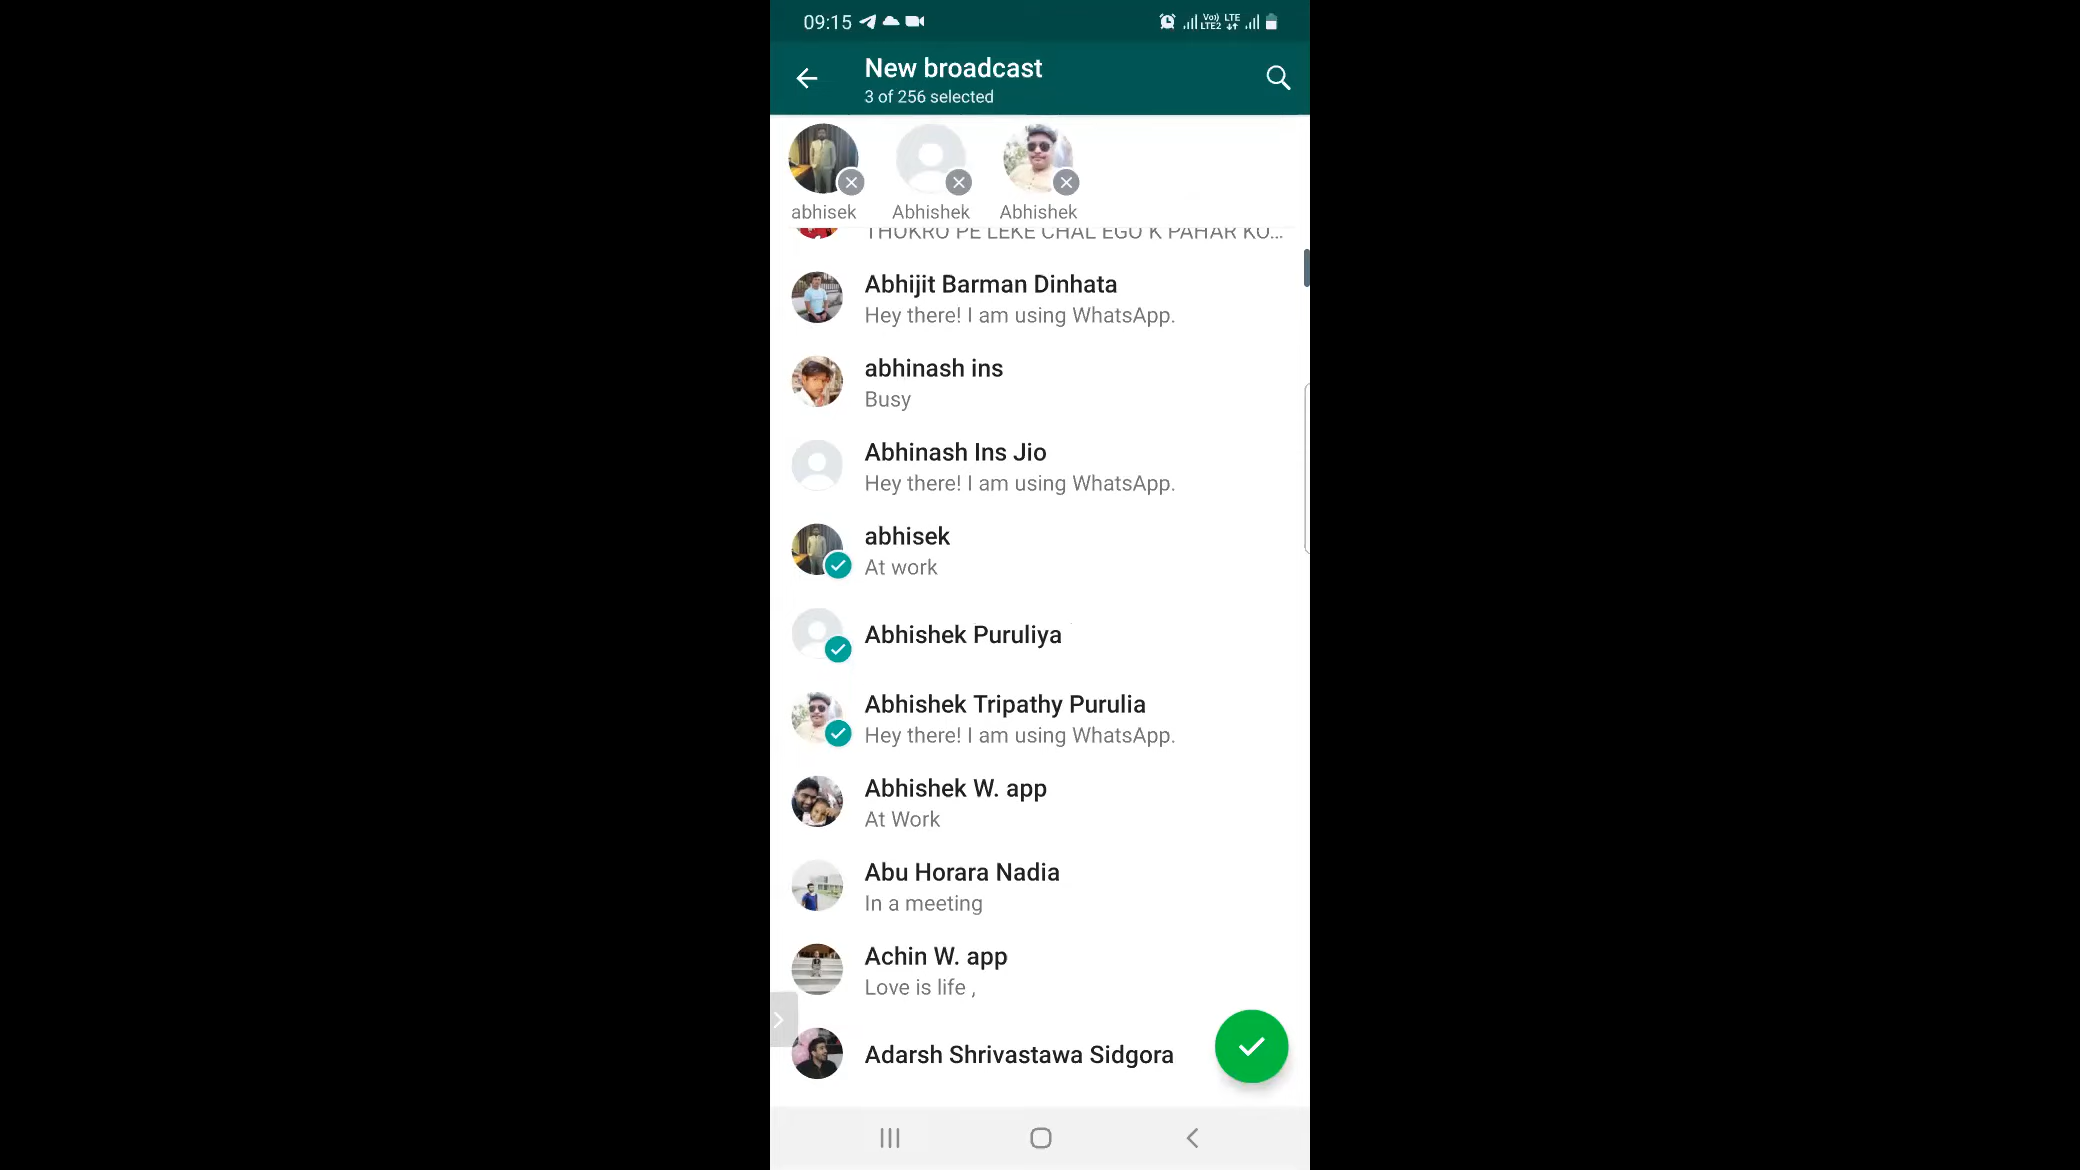 09:15
Vo) LTE
LTE2
New broadcast
3 of 256 selected
abhisek Abhishek Abhishek
THOKRO PE LEKE CHAL EGO K PAHAR KO...
Abhijit Barman Dinhata
Hey there! I am using WhatsApp.
abhinash ins
Busy
Abhinash Ins Jio
Hey there! I am using WhatsApp.
abhisek
At work
Abhishek Puruliya
Abhishek Tripathy Purulia
Hey there! I am using WhatsApp.
Abhishek W. app
At Work
Abu Horara Nadia
In a meeting
Achin W. app
Love is life ,
Adarsh Shrivastawa Sidgora